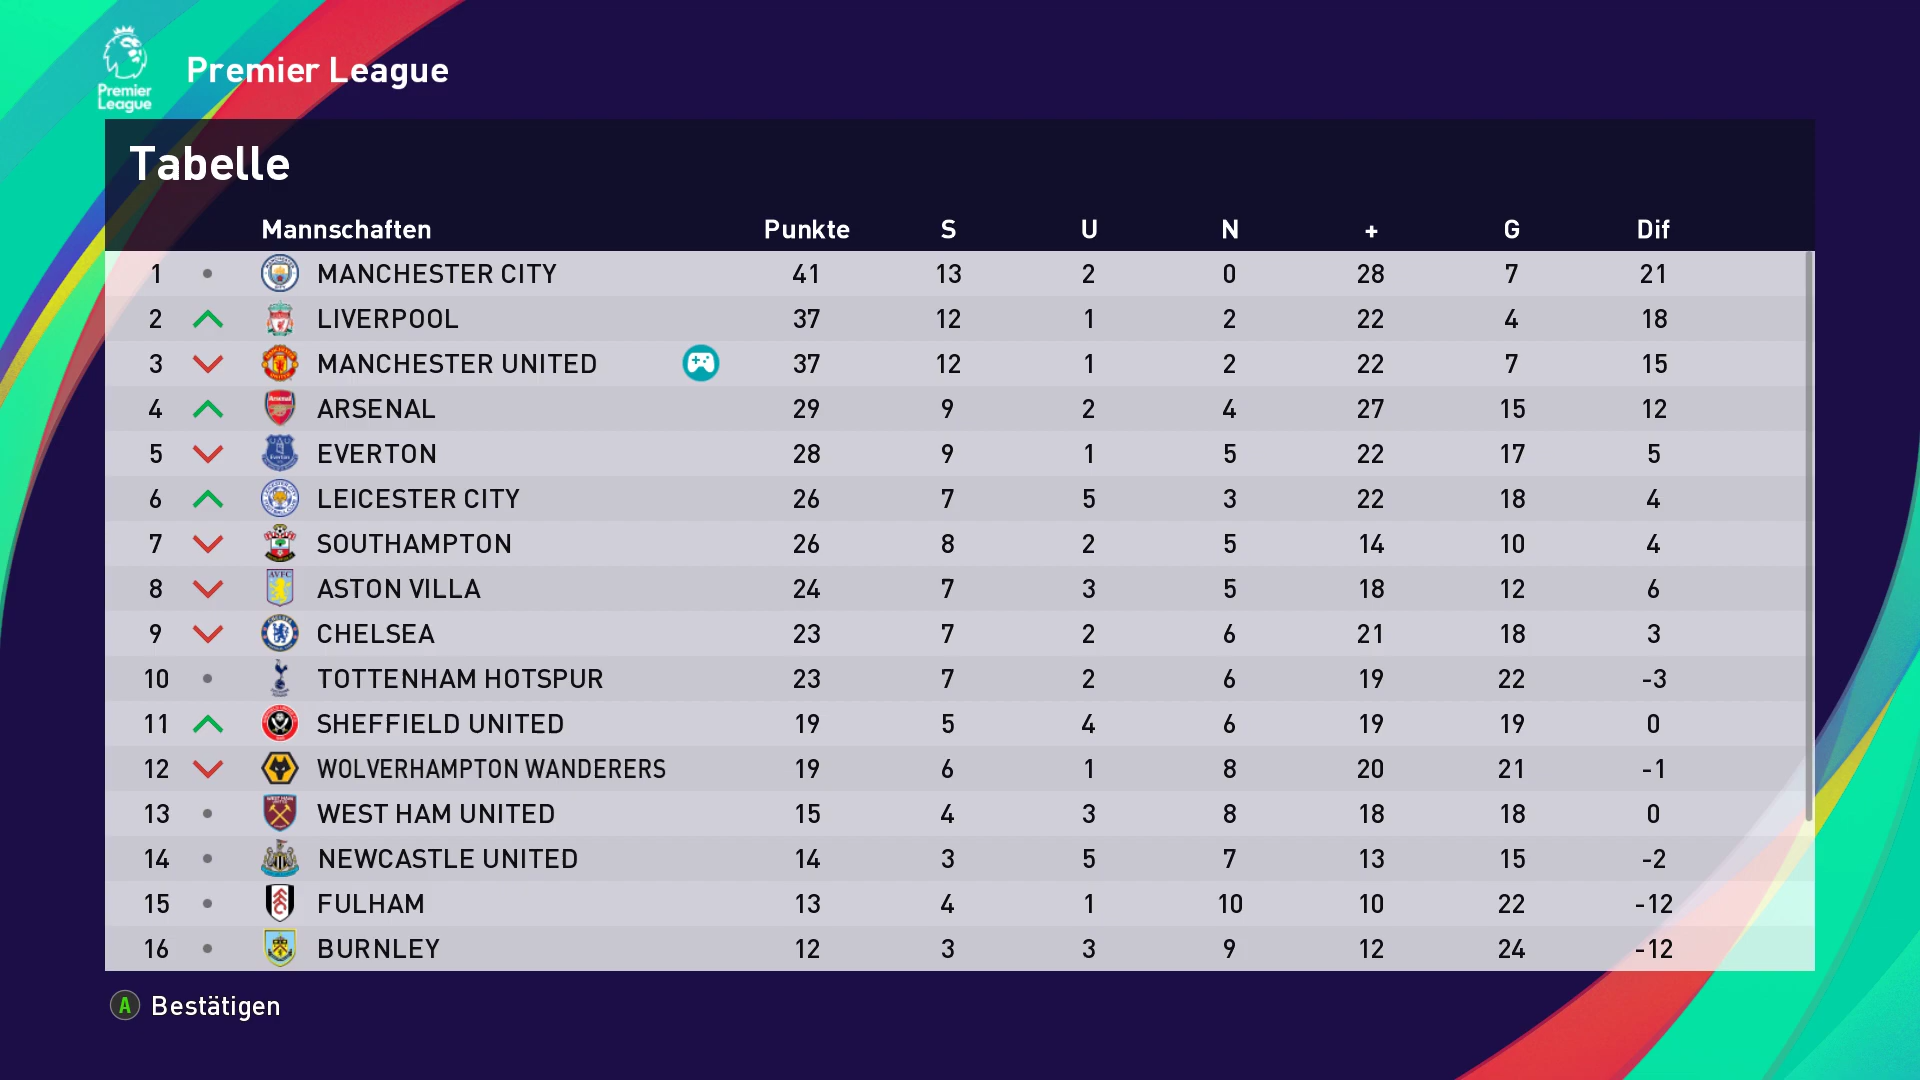 Premier League
Premier League
Tabelle
Mannschaften Punkte S U N + G Dif
1 MANCHESTER CITY 41 13 2 0 28 7 21
2 LIVERPOOL 37 12 1 2 22 4 18
3 MANCHESTER UNITED 37 12 1 2 22 7 15
4 ARSENAL 29 9 2 4 27 15 12
5 EVERTON 28 9 1 5 22 17 5
6 LEICESTER CITY 26 7 5 3 22 18 4
7 SOUTHAMPTON 26 8 2 5 14 10 4
8 ASTON VILLA 24 7 3 5 18 12 6
9 CHELSEA 23 7 2 6 21 18 3
10 TOTTENHAM HOTSPUR 23 7 2 6 19 22 -3
11 SHEFFIELD UNITED 19 5 4 6 19 19 0
12 WOLVERHAMPTON WANDERERS 19 6 1 8 20 21 -1
13 WEST HAM UNITED 15 4 3 8 18 18 0
14 NEWCASTLE UNITED 14 3 5 7 13 15 -2
15 FULHAM 13 4 1 10 10 22 -12
16 BURNLEY 12 3 3 9 12 24 -12
A Bestätigen